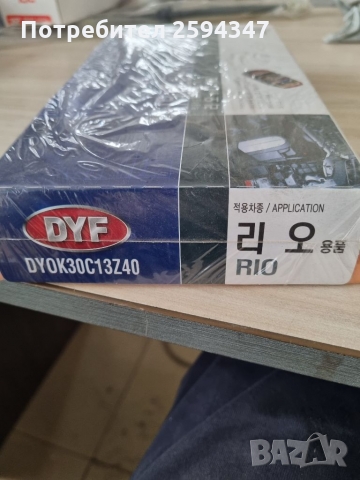 Потребител 2594347
DYF
DYOK30C13Z40
적용차종 / APPLICATION
리 오 용품
RIO
BAZAR